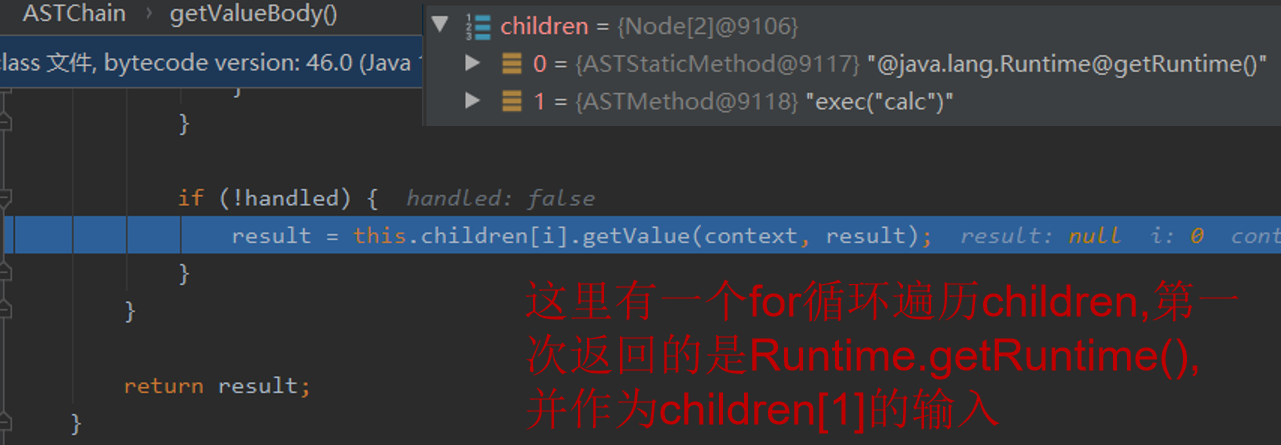 ASTChain › getValueBody()
children = {Node[2]@9106}
class 文件, bytecode version: 46.0 (Java
0 = {ASTStaticMethod@9117} "@java.lang.Runtime@getRuntime()"
1 = {ASTMethod@9118} "exec("calc")"
}
}
if (!handled) { handled: false
result = this.children[i].getValue(context, result); result: null i: 0 cont
}
}
return result;
}
这里有一个for循环遍历children,第一
次返回的是Runtime.getRuntime(),
并作为children[1]的输入